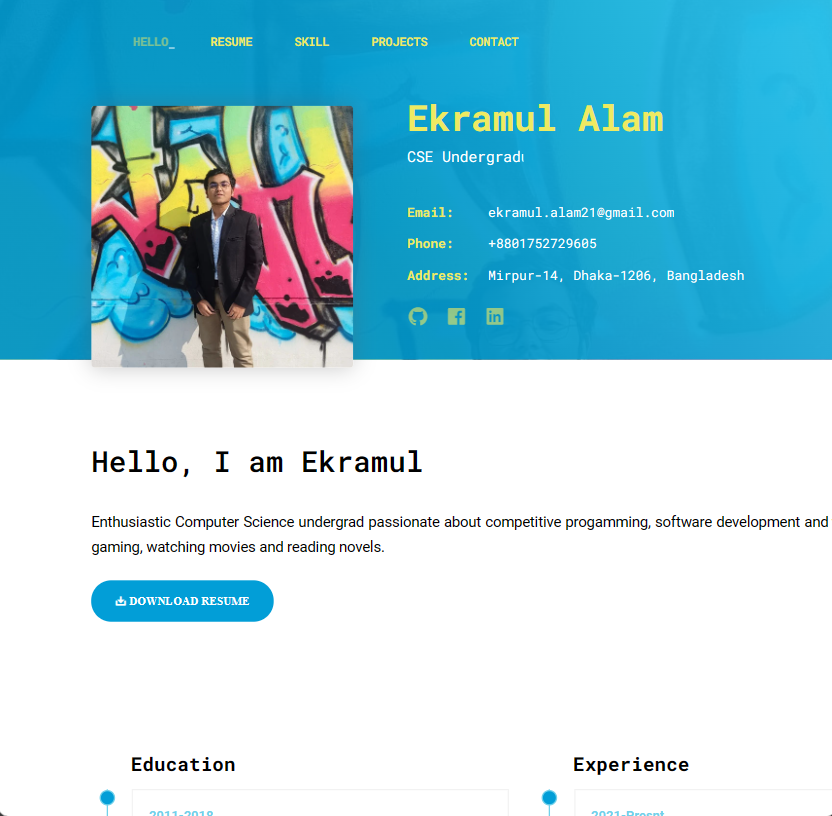 HELLO_ RESUME SKILL PROJECTS CONTACT
Ekramul Alam
CSE Undergradu
Email: ekramul.alam21@gmail.com
Phone: +8801752729605
Address: Mirpur-14, Dhaka-1206, Bangladesh
Hello, I am Ekramul
Enthusiastic Computer Science undergrad passionate about competitive progamming, software development and
gaming, watching movies and reading novels.
DOWNLOAD RESUME
Education
Experience
2011-2018
2021-Presnt